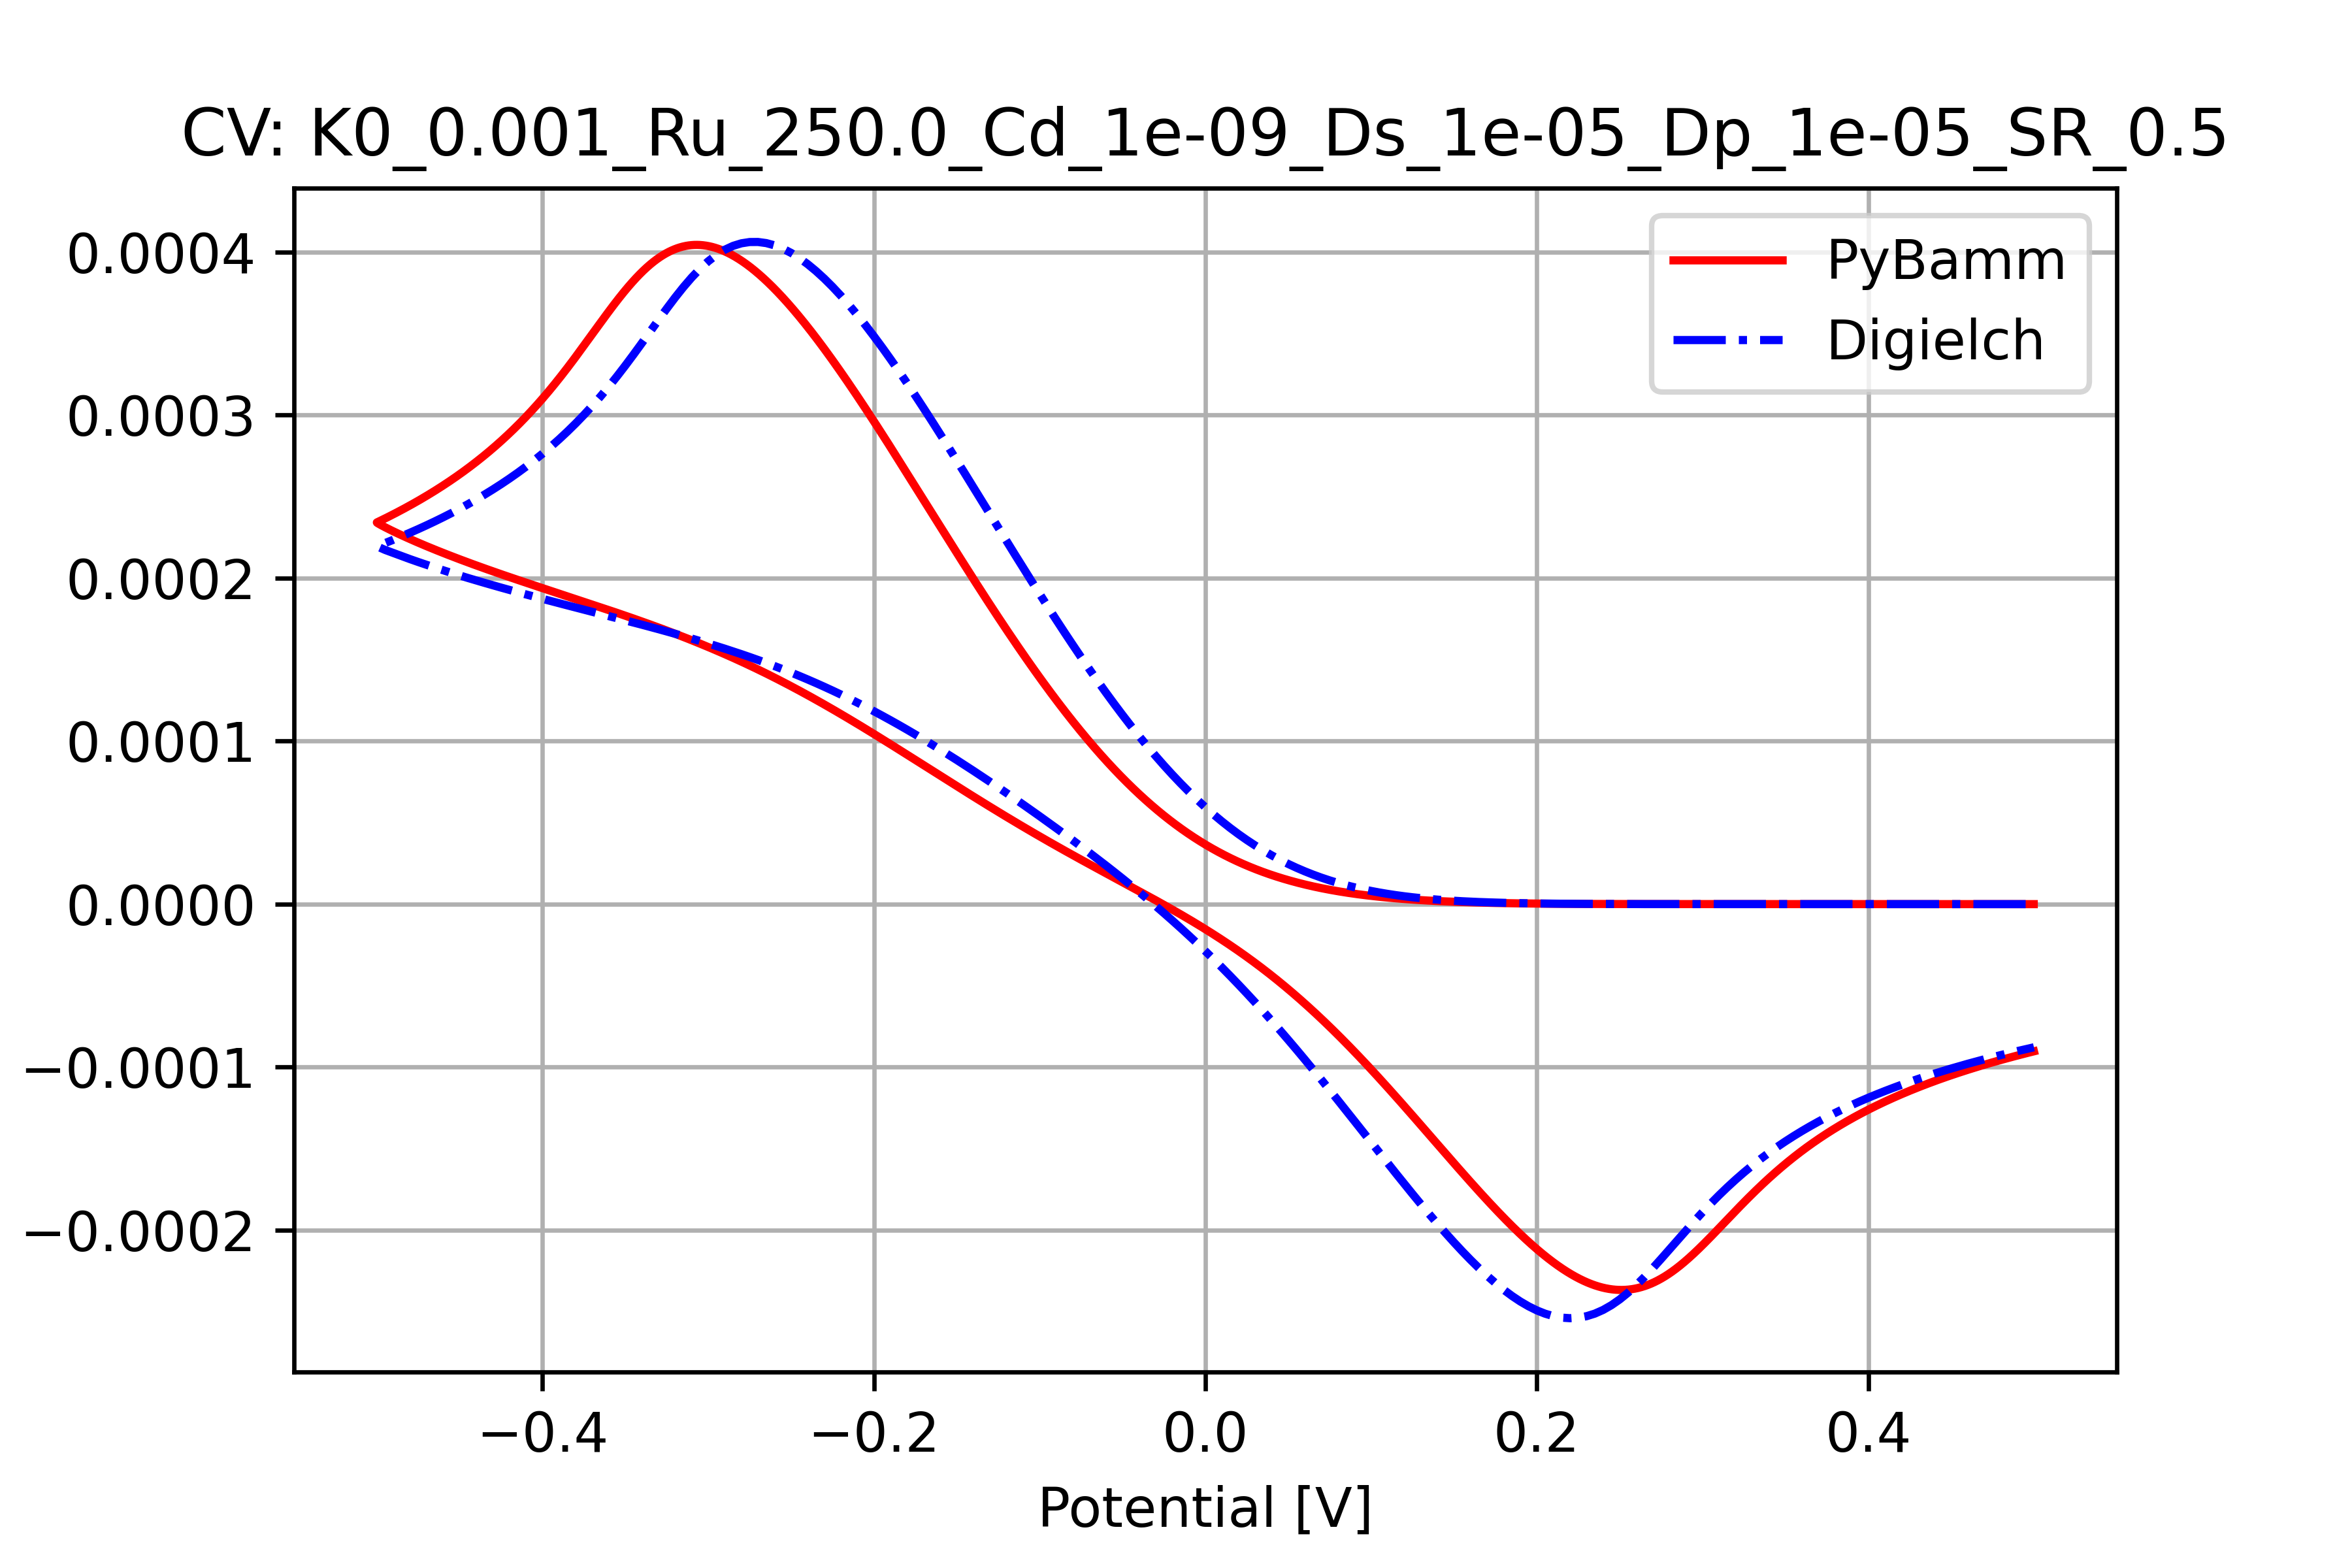 CV: K0_0.001_Ru_250.0_Cd_1e-09_Ds_1e-05_Dp_1e-05_SR_0.5
PyBamm
Digielch
0.0004
0.0003
0.0002
0.0001
0.0000
−0.0001
−0.0002
−0.4 −0.2 0.0 0.2 0.4
Potential [V]